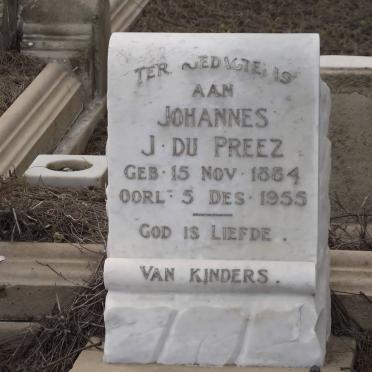 TER GEDAGTENIS
AAN
JOHANNES
J. DU PREEZ
GEB. 15 NOV. 1884
OORL. 5 DES. 1955
GOD IS LIEFDE.
VAN KINDERS.